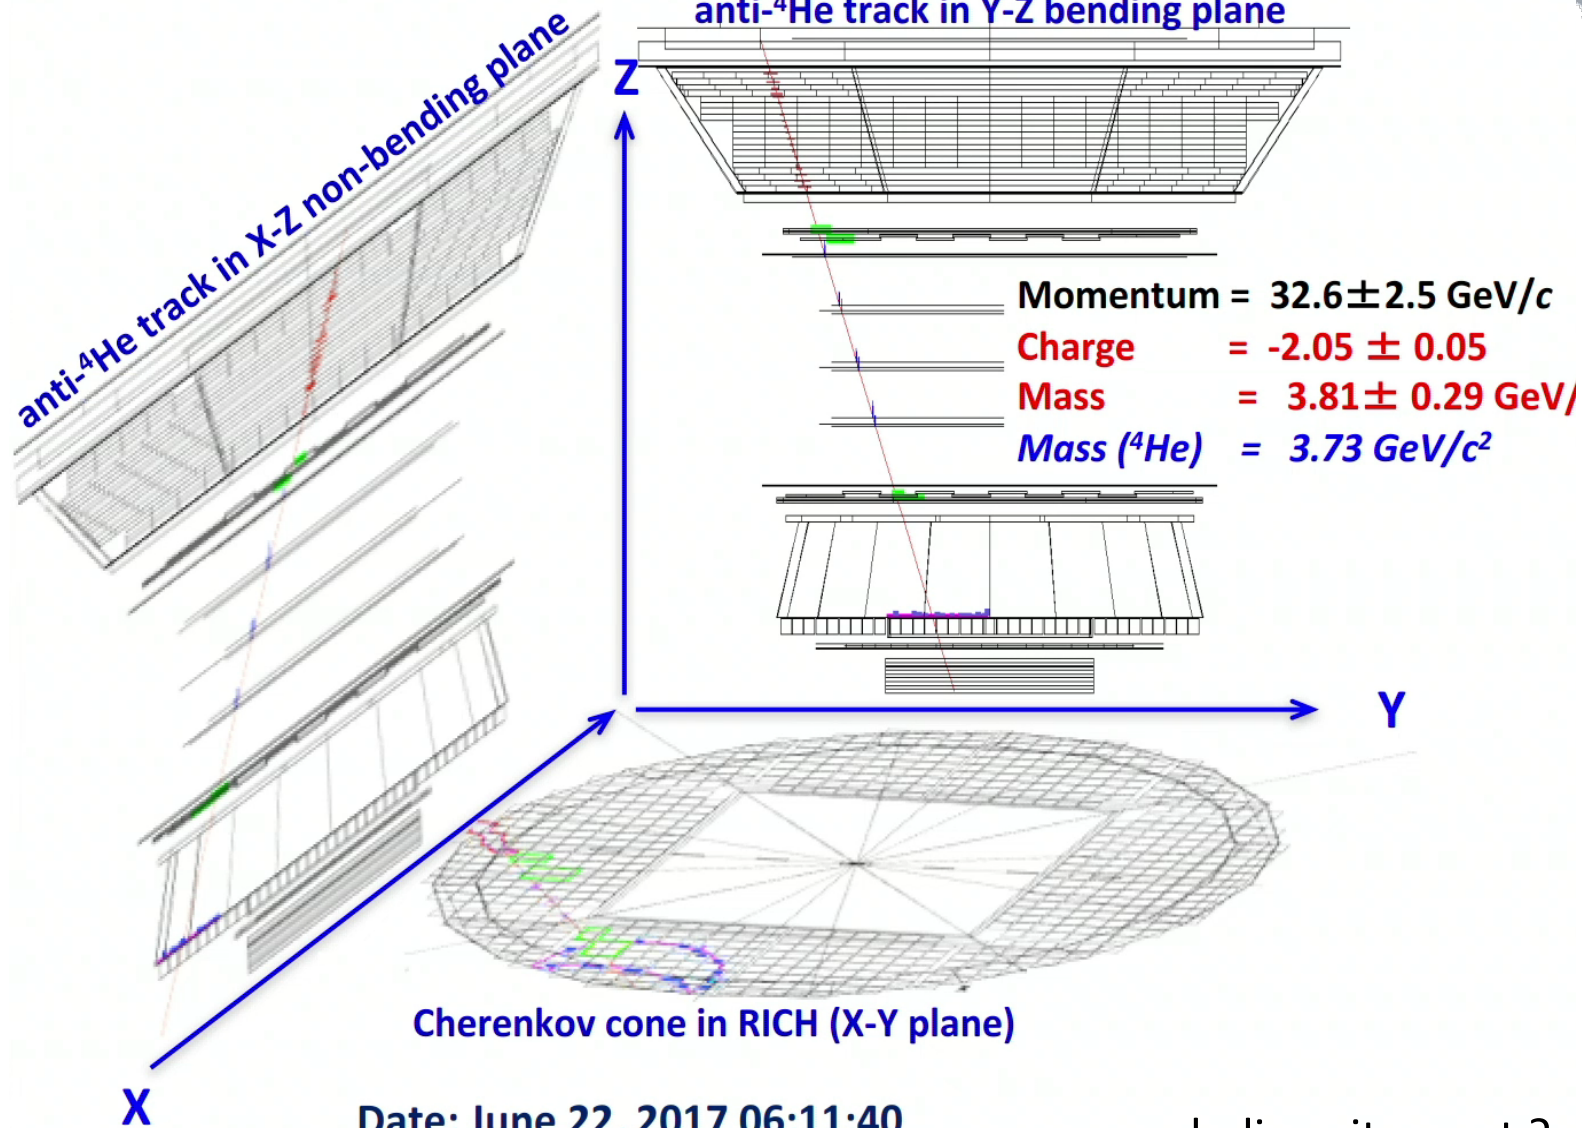 anti-⁴He track in Y-Z bending plane
anti-⁴He track in X-Z non-bending plane
Z
Momentum = 32.6±2.5 GeV/c
Charge = -2.05 ± 0.05
Mass = 3.81± 0.29 GeV/
Mass (⁴He) = 3.73 GeV/c²
Y
Cherenkov cone in RICH (X-Y plane)
X
Date: June 22, 2017 06:11:40